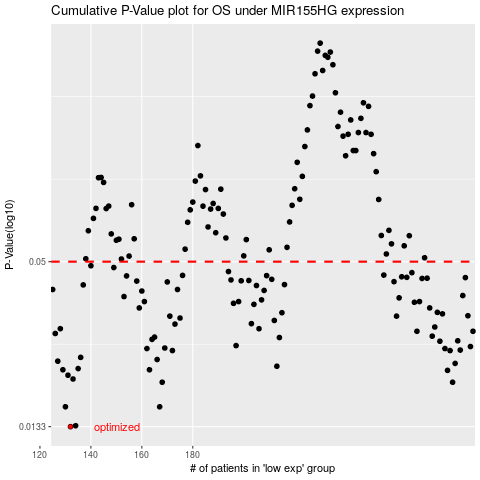 Cumulative P-Value plot for OS under MIR155HG expression
P-Value(log10)
0.05
0.0133
optimized
120 140 160 180
# of patients in 'low exp' group